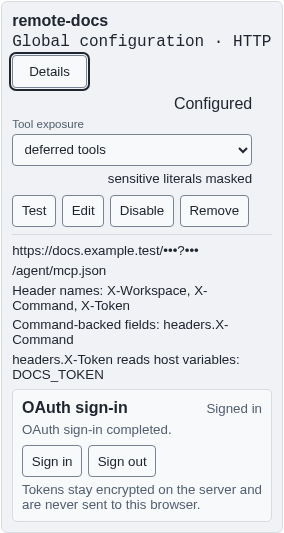 remote-docs
Global configuration · HTTP
Details
Configured
Tool exposure
deferred tools
sensitive literals masked
Test Edit Disable Remove
https://docs.example.test/•••?•••
/agent/mcp.json
Header names: X-Workspace, X-
Command, X-Token
Command-backed fields: headers.X-
Command
headers.X-Token reads host variables:
DOCS_TOKEN
OAuth sign-in Signed in
OAuth sign-in completed.
Sign in Sign out
Tokens stay encrypted on the server and
are never sent to this browser.